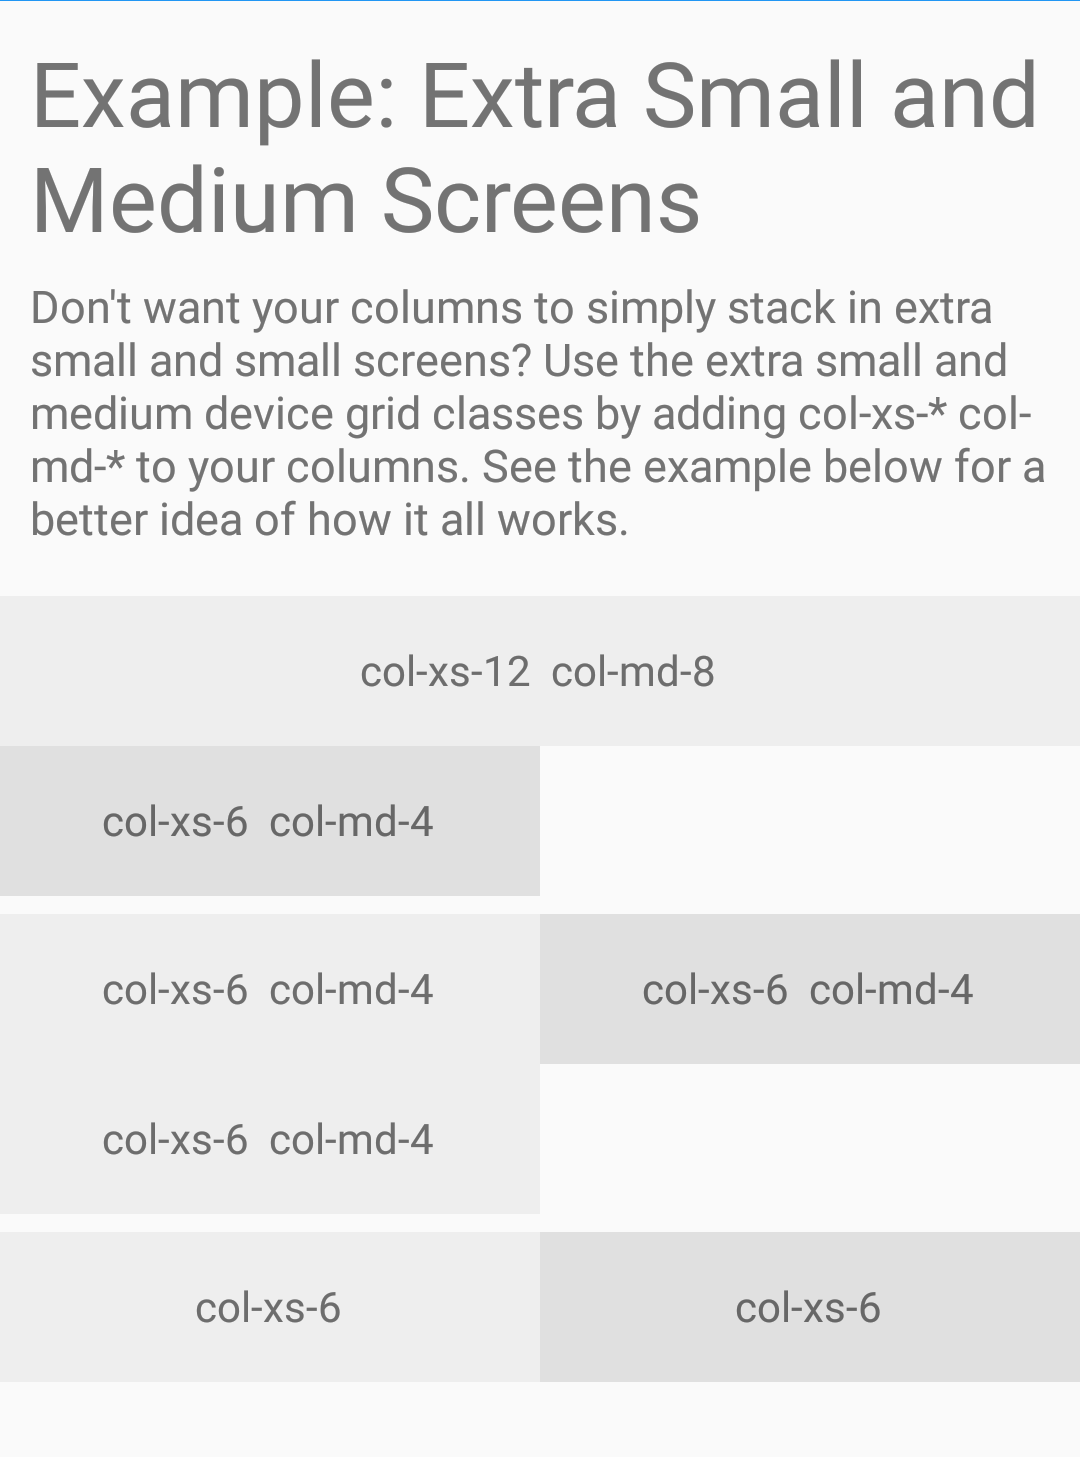 Example: Extra Small and
Medium Screens
Don't want your columns to simply stack in extra
small and small screens? Use the extra small and
medium device grid classes by adding col-xs-* col-
md-* to your columns. See the example below for a
better idea of how it all works.
col-xs-12 col-md-8
col-xs-6 col-md-4
col-xs-6 col-md-4 col-xs-6 col-md-4
col-xs-6 col-md-4
col-xs-6 col-xs-6